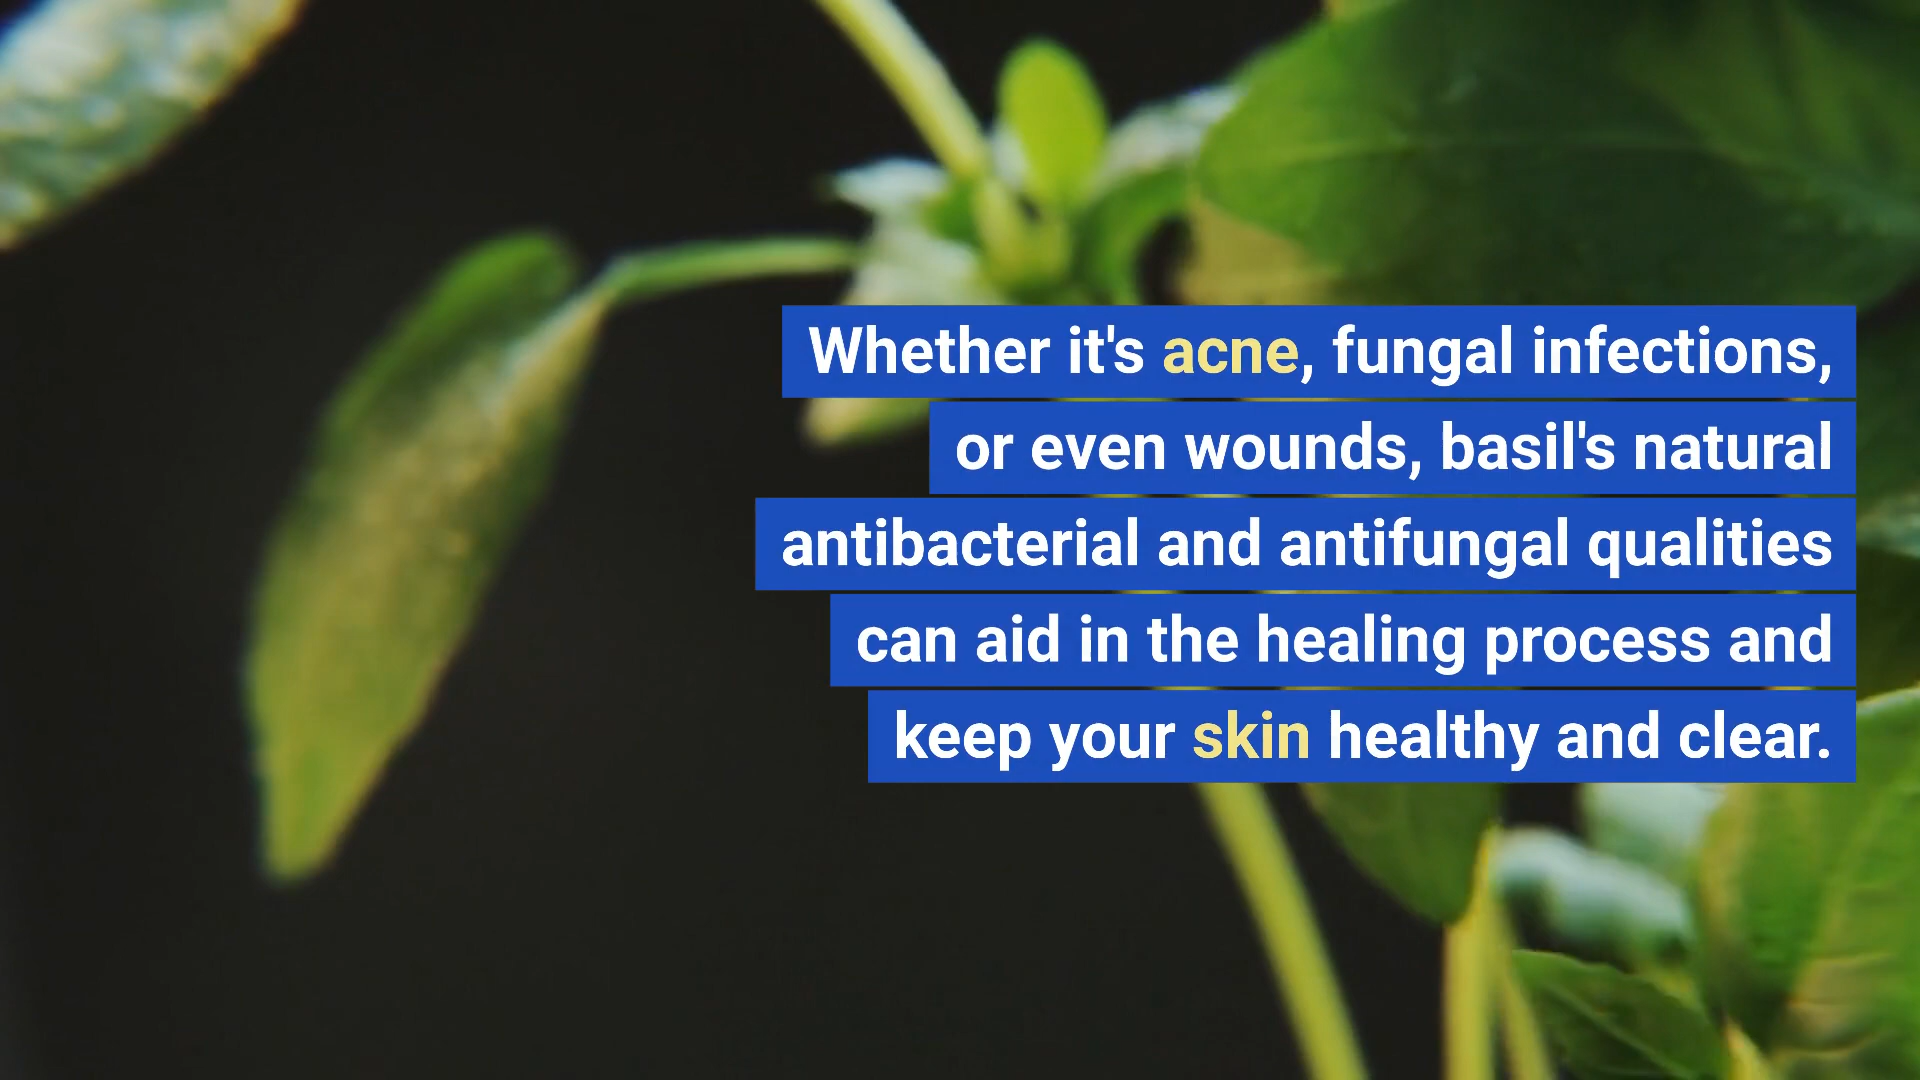 Whether it's acne, fungal infections,
or even wounds, basil's natural
antibacterial and antifungal qualities
can aid in the healing process and
keep your skin healthy and clear.